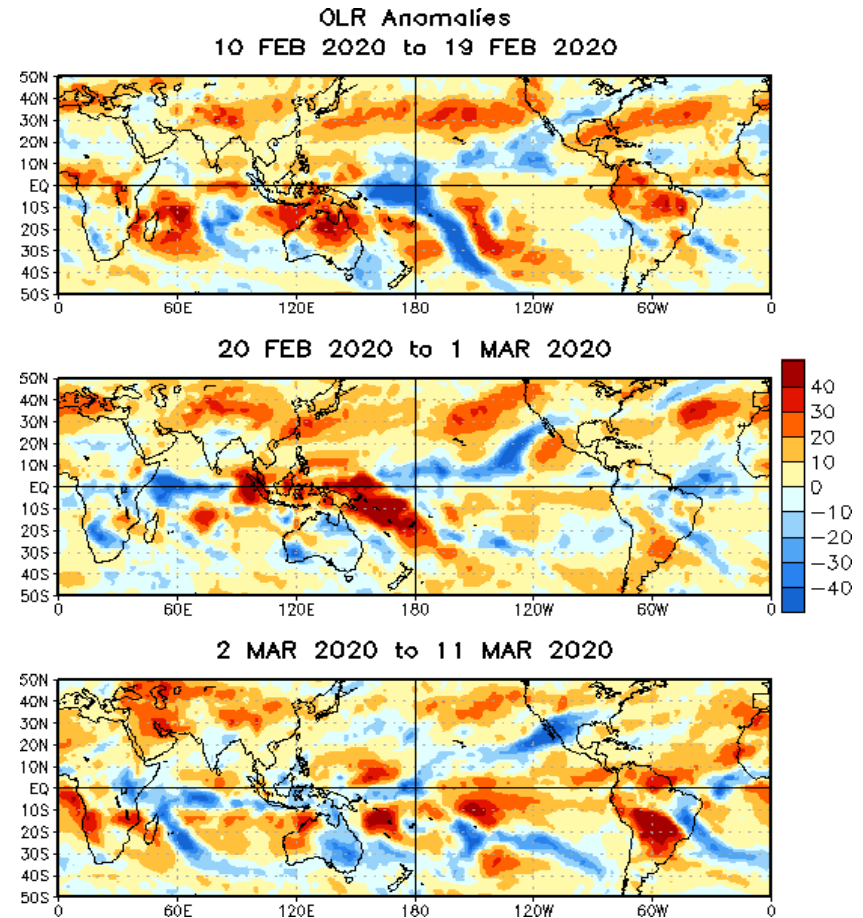 OLR Anomalies
10 FEB 2020 to 19 FEB 2020
50N
40N
30N
20N
10N
EQ
10S
20S
30S
40S
50S
0 60E 120E 180 120W 60W 0
20 FEB 2020 to 1 MAR 2020
50N
40N
30N
20N
10N
EQ
10S
20S
30S
40S
50S
0 60E 120E 180 120W 60W 0
40
30
20
10
0
-10
-20
-30
-40
2 MAR 2020 to 11 MAR 2020
50N
40N
30N
20N
10N
EQ
10S
20S
30S
40S
50S
0 60E 120E 180 120W 60W 0